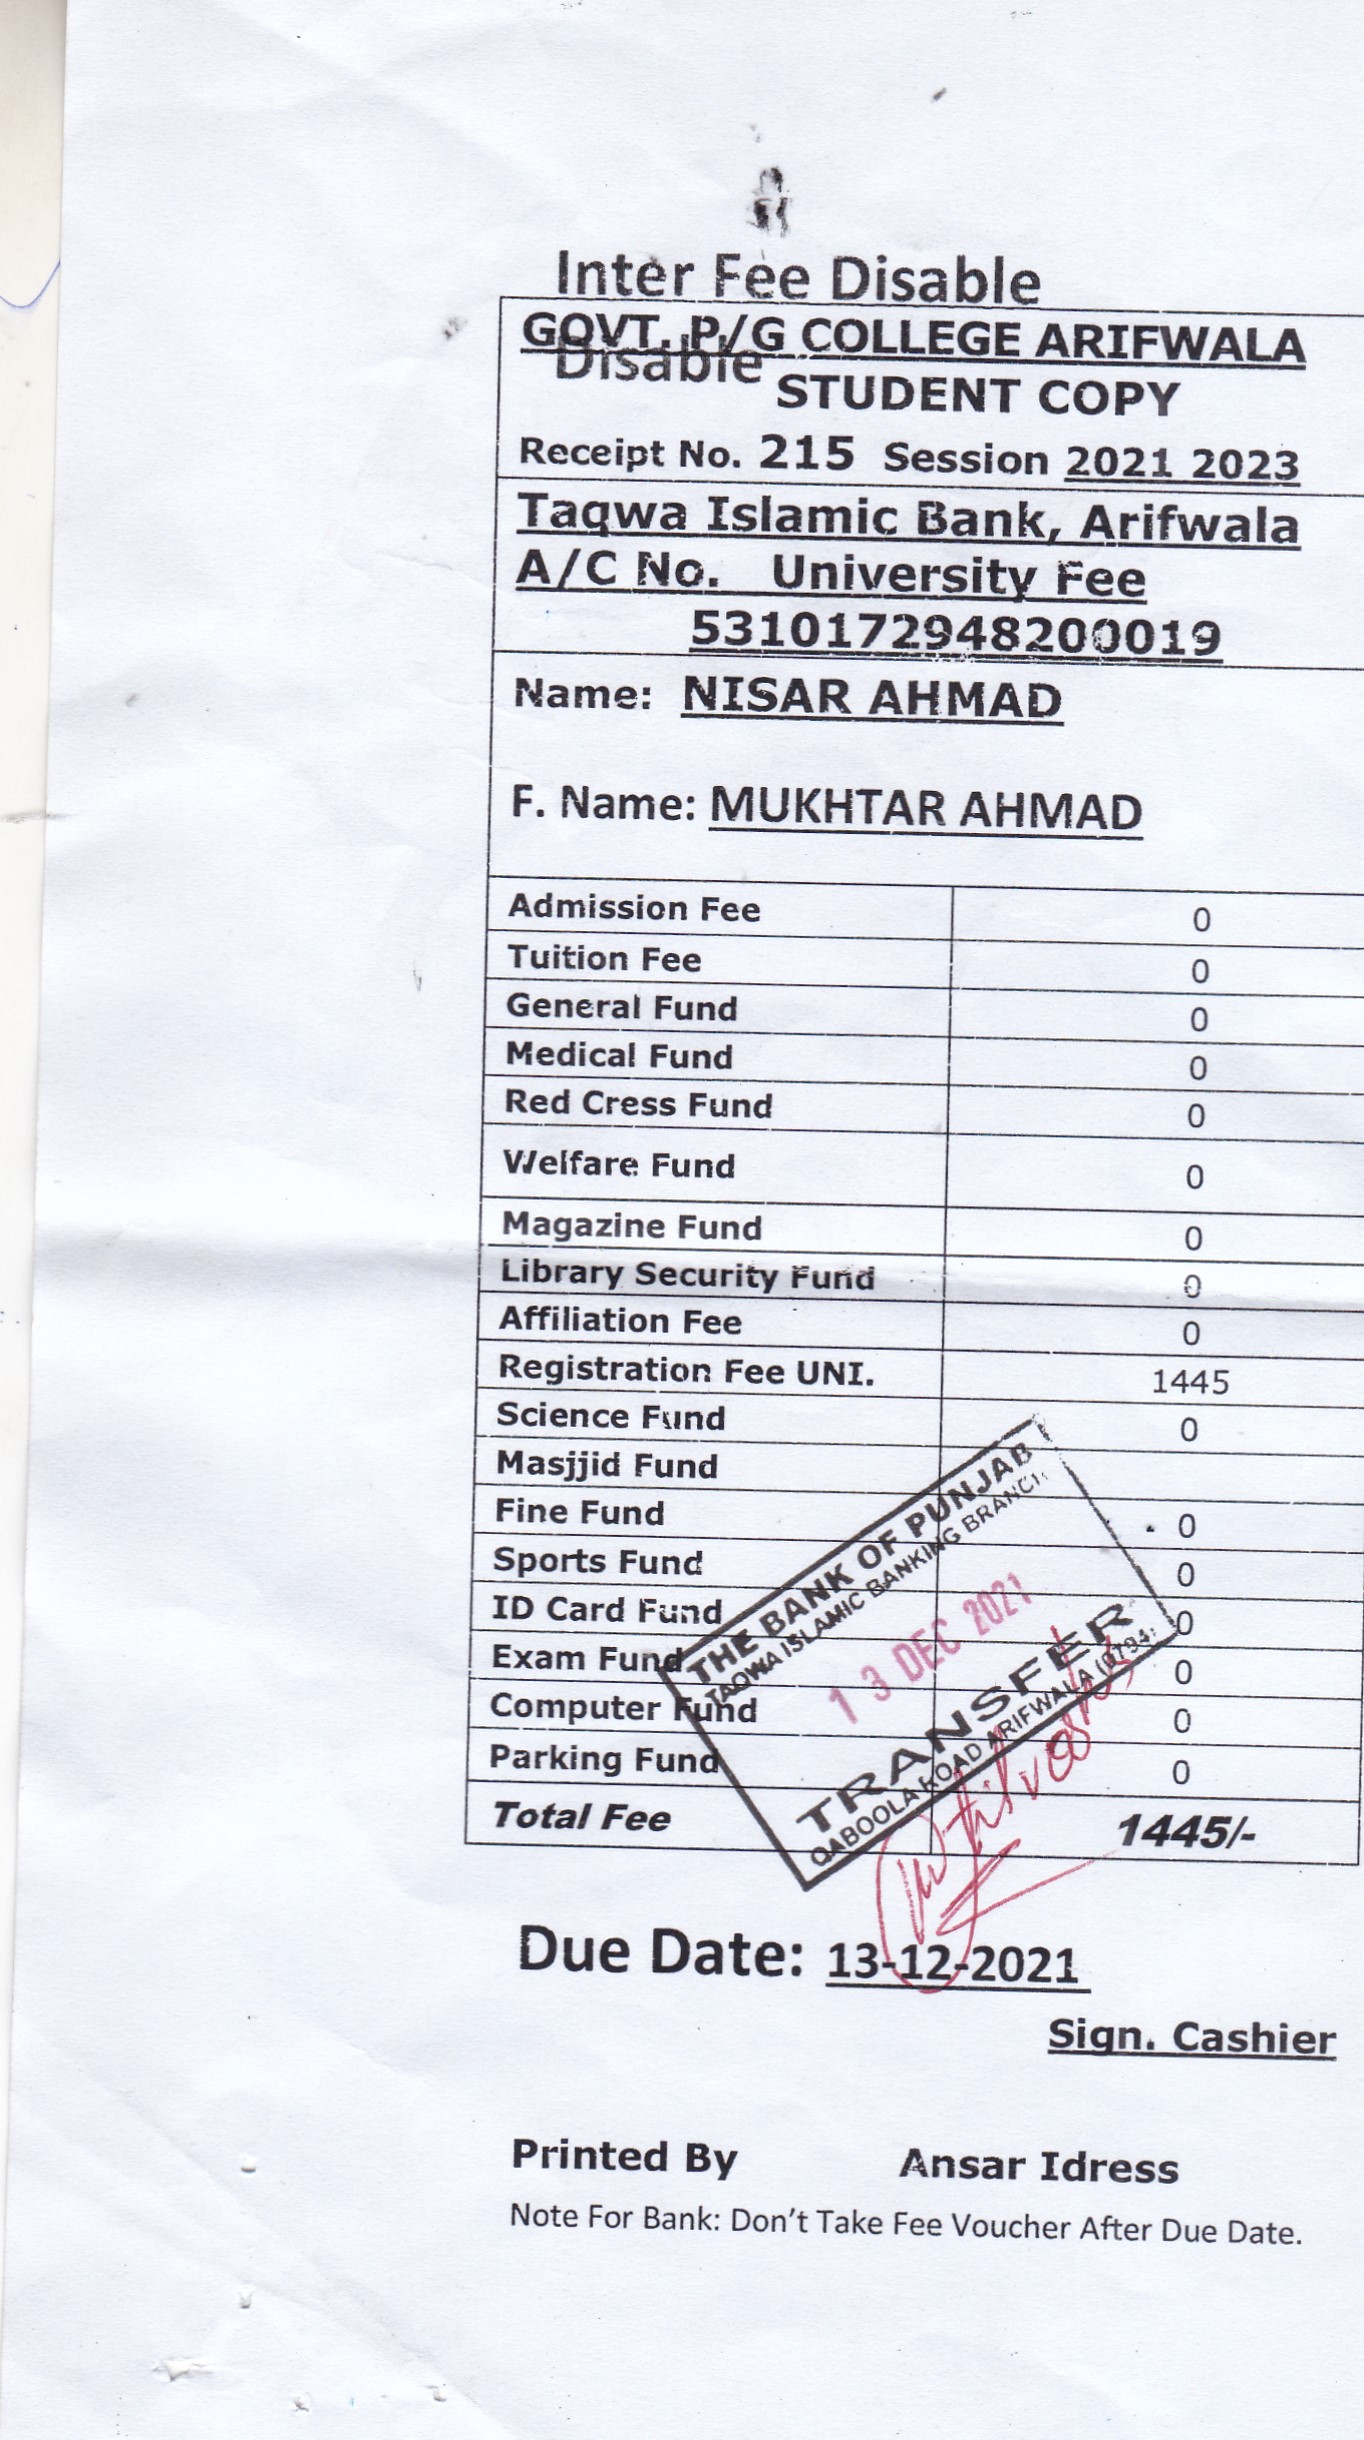 Inter Fee Disable
GOVT. P/G COLLEGE ARIFWALA
Disable
STUDENT COPY
Receipt No. 215 Session 2021 2023
Taqwa Islamic Bank, Arifwala
A/C No. University Fee
5310172948200019
Name: NISAR AHMAD
F. Name: MUKHTAR AHMAD
Admission Fee 0
Tuition Fee 0
General Fund 0
Medical Fund 0
Red Cress Fund 0
Welfare Fund 0
Magazine Fund 0
Library Security Fund 0
Affiliation Fee 0
Registration Fee UNI. 1445
Science Fund 0
Masjjid Fund
Fine Fund 0
Sports Fund 0
ID Card Fund 0
Exam Fund 0
Computer Fund 0
Parking Fund 0
Total Fee 1445/-
THE BANK OF PUNJAB
TAQWA ISLAMIC BANKING BRANCH
13 DEC 2021
TRANSFER
QABOOLA ROAD ARIFWALA (0794)
Due Date: 13-12-2021
Sign. Cashier
Printed By Ansar Idress
Note For Bank: Don't Take Fee Voucher After Due Date.